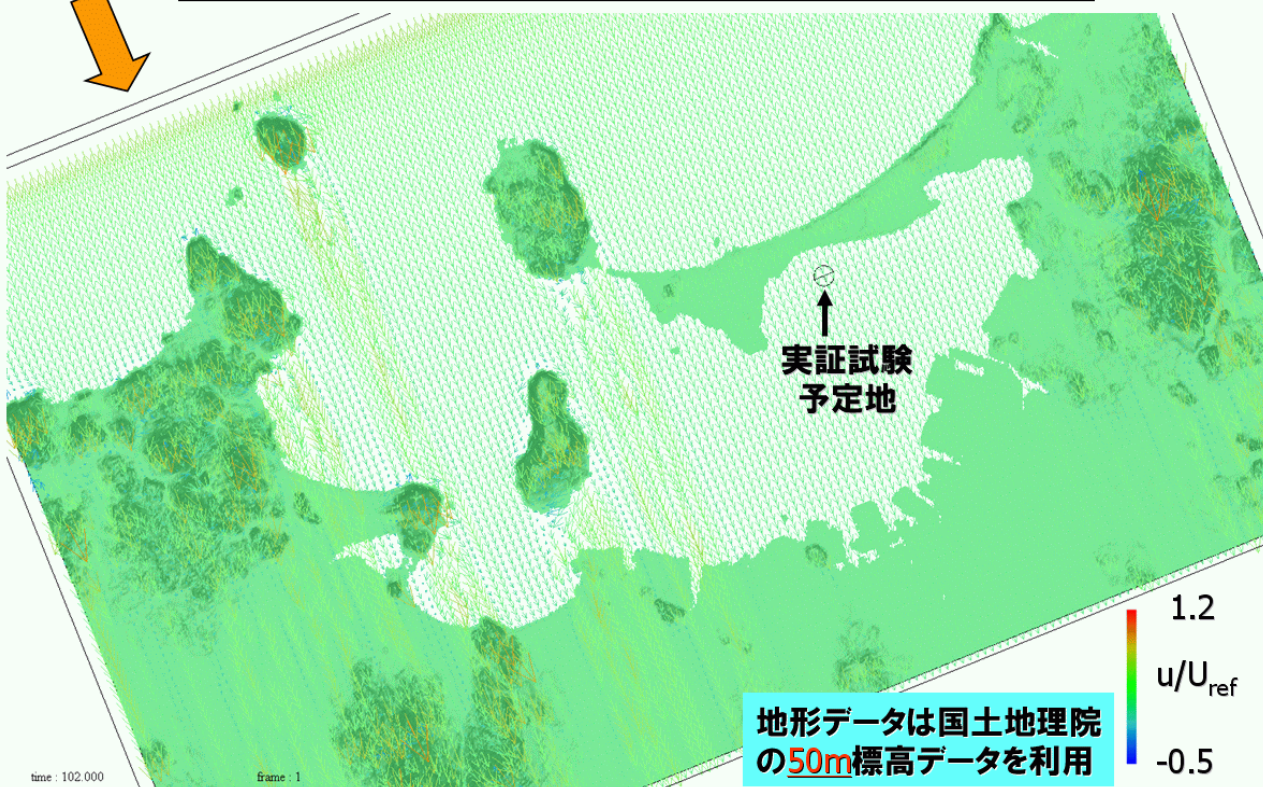 実証試験
予定地
1.2
u/Uref
地形データは国土地理院
の50m標高データを利用
-0.5
time : 102.000
frame : 1